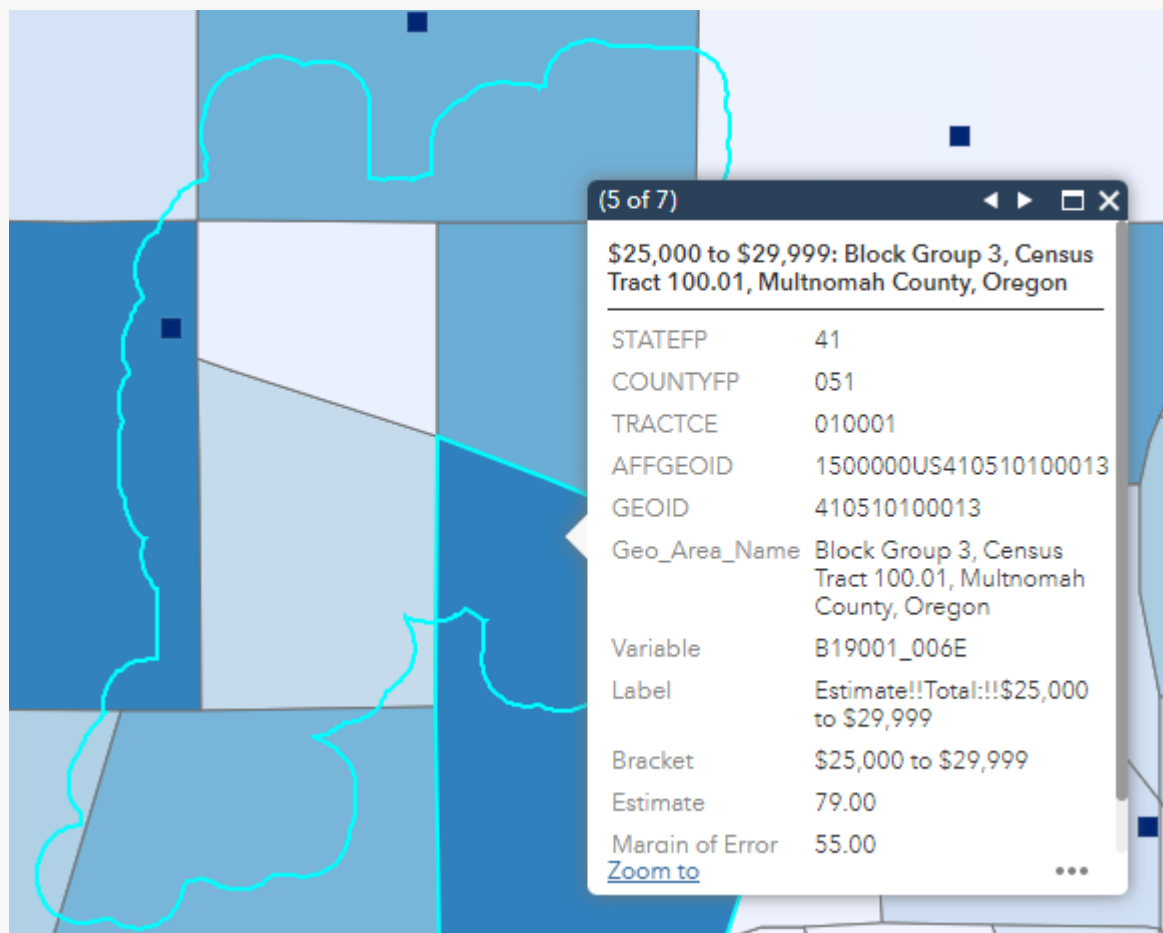 (5 of 7)
$25,000 to $29,999: Block Group 3, Census
Tract 100.01, Multnomah County, Oregon
STATEFP 41
COUNTYFP 051
TRACTCE 010001
AFFGEOID 1500000US410510100013
GEOID 410510100013
Geo_Area_Name Block Group 3, Census
Tract 100.01, Multnomah
County, Oregon
Variable B19001_006E
Label Estimate!!Total:!!$25,000
to $29,999
Bracket $25,000 to $29,999
Estimate 79.00
Margin of Error 55.00
Zoom to